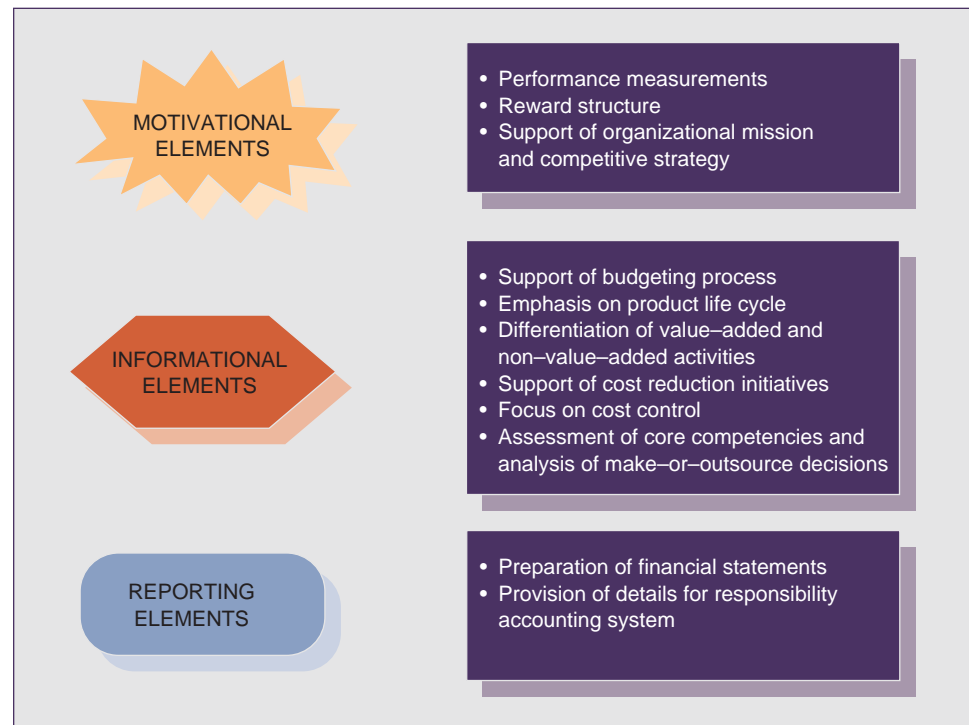 MOTIVATIONAL
ELEMENTS
• Performance measurements
• Reward structure
• Support of organizational mission
and competitive strategy
INFORMATIONAL
ELEMENTS
• Support of budgeting process
• Emphasis on product life cycle
• Differentiation of value–added and
non–value–added activities
• Support of cost reduction initiatives
• Focus on cost control
• Assessment of core competencies and
analysis of make–or–outsource decisions
REPORTING
ELEMENTS
• Preparation of financial statements
• Provision of details for responsibility
accounting system